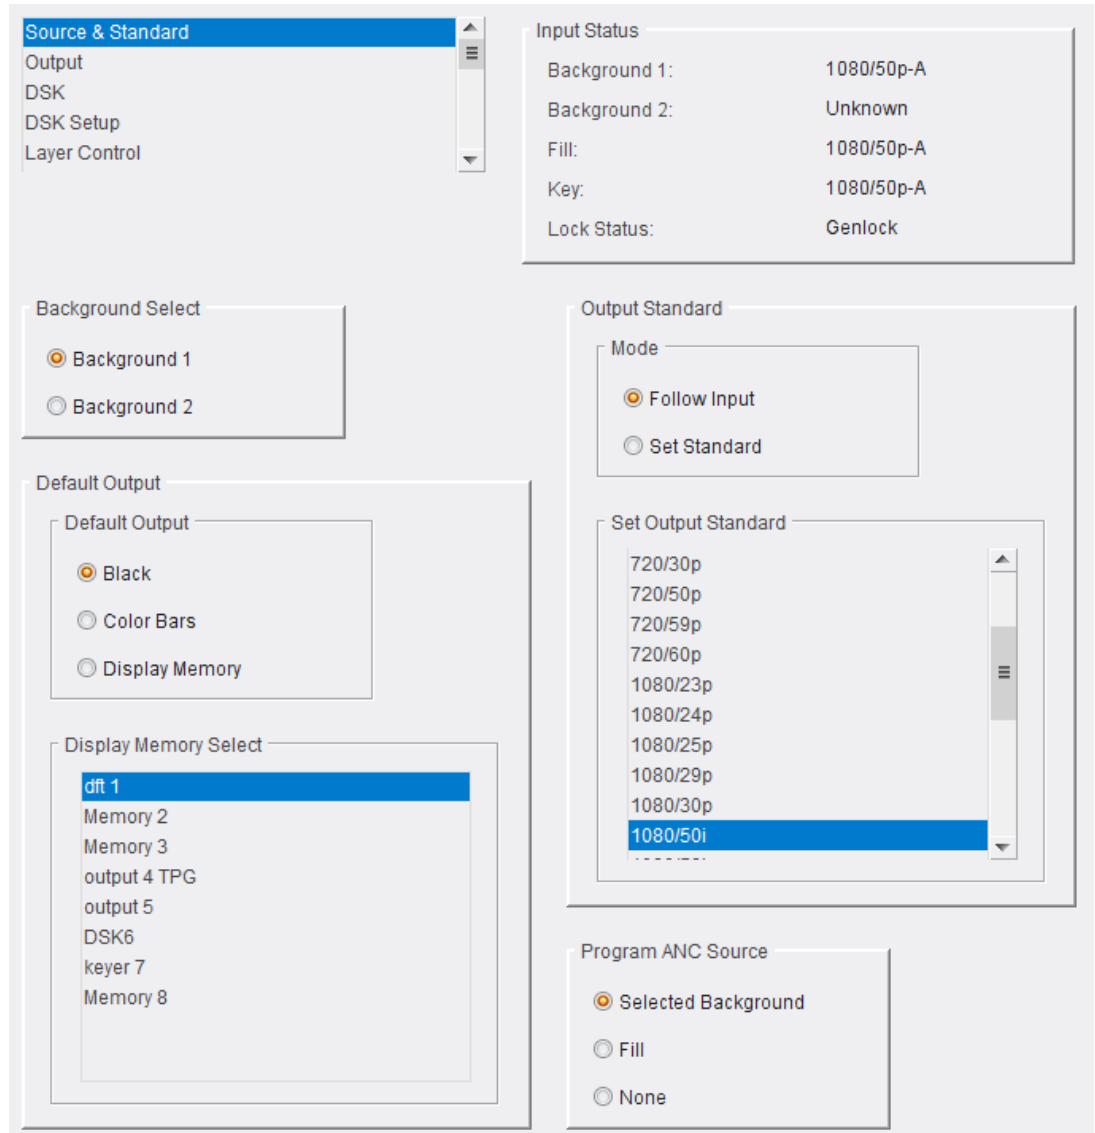 Source & Standard
Output
DSK
DSK Setup
Layer Control
Input Status
Background 1: 1080/50p-A
Background 2: Unknown
Fill: 1080/50p-A
Key: 1080/50p-A
Lock Status: Genlock
Background Select
Background 1
Background 2
Default Output
Default Output
Black
Color Bars
Display Memory
Display Memory Select
dft 1
Memory 2
Memory 3
output 4 TPG
output 5
DSK6
keyer 7
Memory 8
Output Standard
Mode
Follow Input
Set Standard
Set Output Standard
720/30p
720/50p
720/59p
720/60p
1080/23p
1080/24p
1080/25p
1080/29p
1080/30p
1080/50i
Program ANC Source
Selected Background
Fill
None